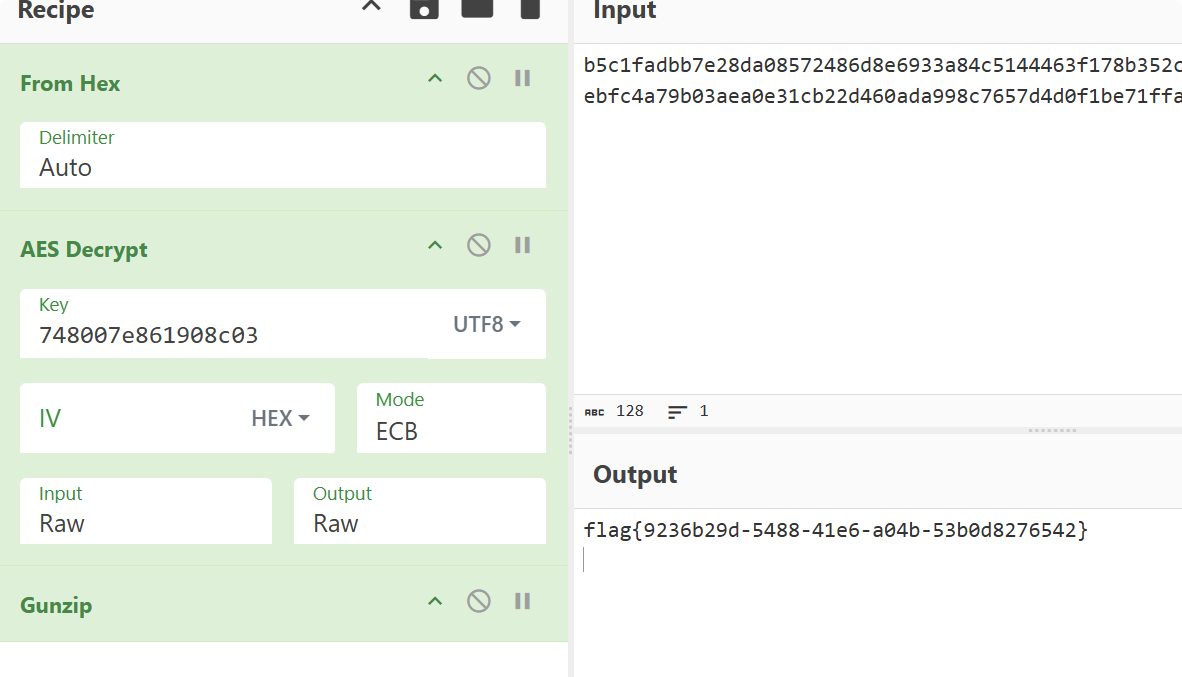 Recipe
From Hex
Delimiter
Auto
AES Decrypt
Key
748007e861908c03
UTF8
IV
HEX
Mode
ECB
Input
Raw
Output
Raw
Gunzip
Input
b5c1fadbb7e28da08572486d8e6933a84c5144463f178b352c
ebfc4a79b03aea0e31cb22d460ada998c7657d4d0f1be71ffa
ABC 128 1
Output
flag{9236b29d-5488-41e6-a04b-53b0d8276542}